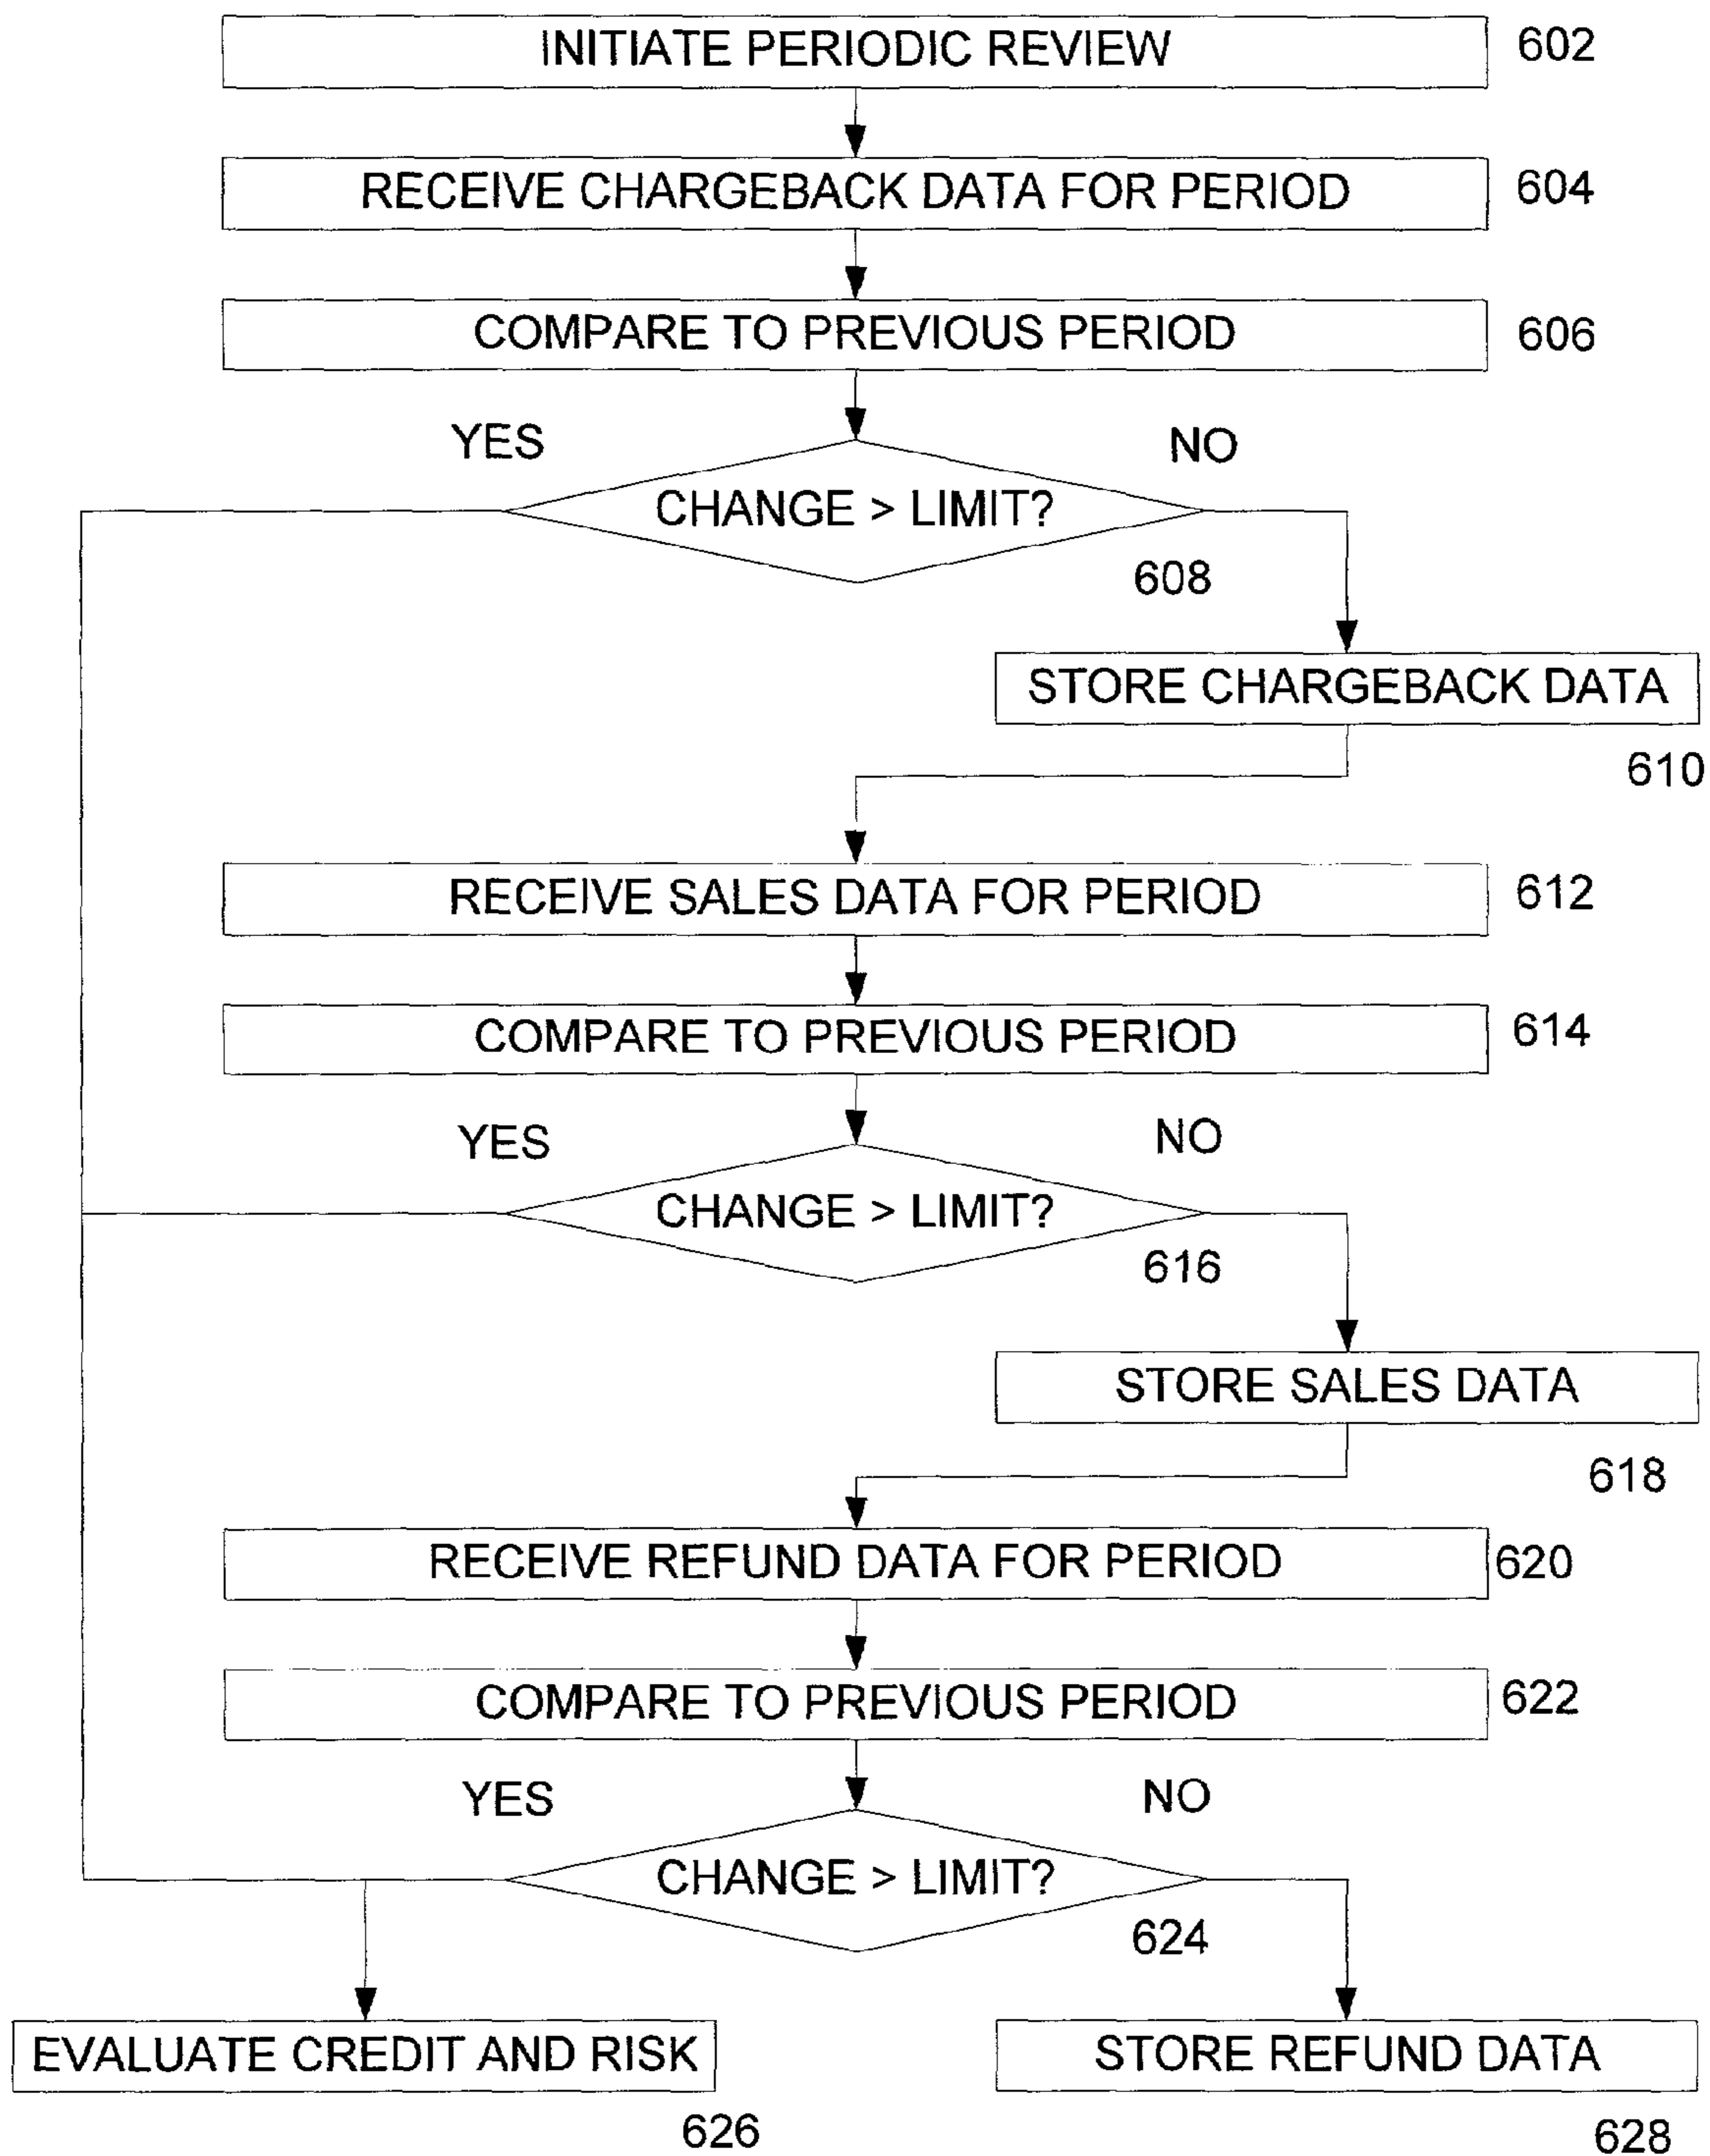 INITIATE PERIODIC REVIEW 602
RECEIVE CHARGEBACK DATA FOR PERIOD 604
COMPARE TO PREVIOUS PERIOD 606
YES NO
CHANGE > LIMIT?
608
STORE CHARGEBACK DATA
610
RECEIVE SALES DATA FOR PERIOD 612
COMPARE TO PREVIOUS PERIOD 614
YES NO
CHANGE > LIMIT?
616
STORE SALES DATA
618
RECEIVE REFUND DATA FOR PERIOD 620
COMPARE TO PREVIOUS PERIOD 622
YES NO
CHANGE > LIMIT?
624
EVALUATE CREDIT AND RISK STORE REFUND DATA
626 628